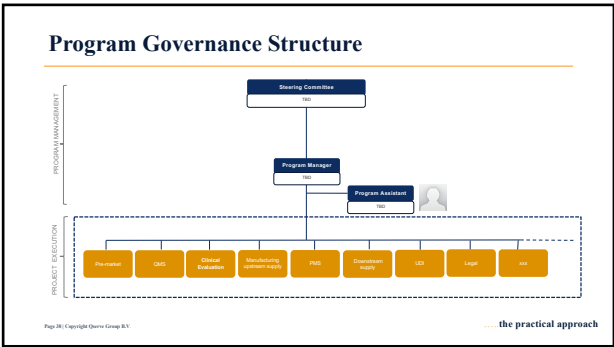 Program Governance Structure
PROGRAM MANAGEMENT
Steering Committee
TBD
Program Manager
TBD
Program Assistant
TBD
PROJECT EXECUTION
Pre-market
QMS
Clinical
Evaluation
Manufacturing
upstream supply
PMS
Downstream
supply
UDI
Legal
xxx
Page 38 | Copyright Qserve Group B.V.
.....the practical approach